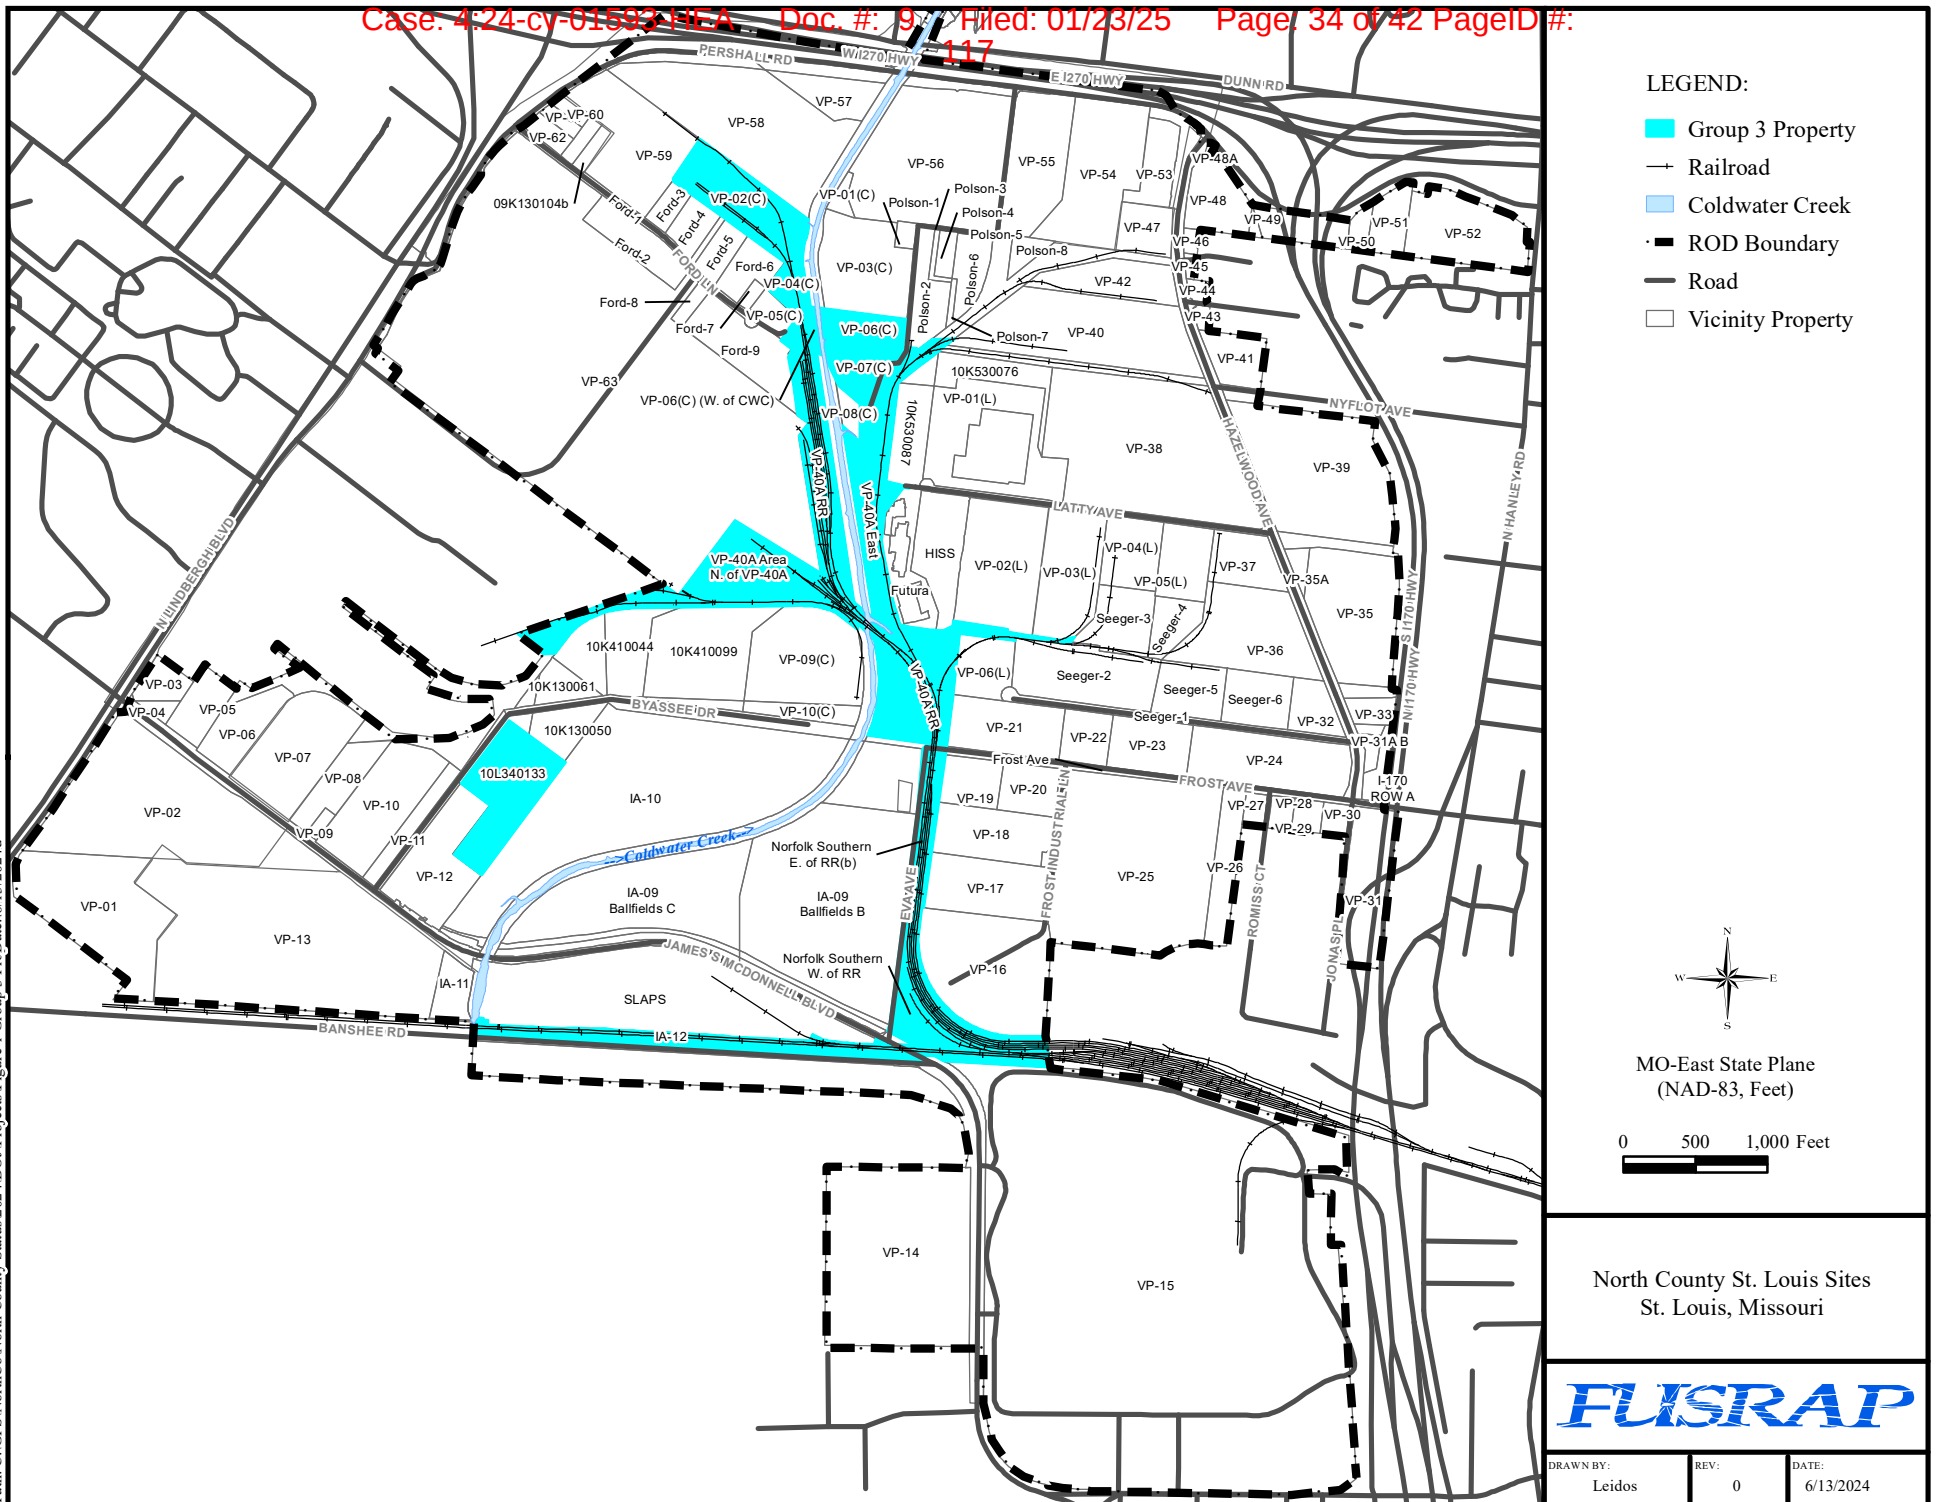 Case: 4:24-cv-01593-HEA Doc. #: 9 Filed: 01/23/25 Page: 34 of 42 PageID #:
117
PERSHALL RD
W I270 HWY
E I270 HWY
DUNN RD
VP-57
VP-58
VP-60
VP-62
VP-59
09K130104b
VP-02(C)
VP-01(C)
VP-56
VP-55
VP-54
VP-53
VP-48A
VP-48
VP-49
VP-50
VP-51
VP-52
Polson-1
Polson-3
Polson-4
Polson-5
Polson-8
Polson-6
Polson-2
Polson-7
VP-47
VP-46
VP-45
VP-44
VP-43
VP-42
VP-41
VP-40
Ford-1
Ford-2
Ford-3
Ford-4
Ford-5
Ford-6
Ford-7
Ford-8
Ford-9
FORD LN
VP-03(C)
VP-04(C)
VP-05(C)
VP-06(C)
VP-07(C)
VP-08(C)
VP-06(C) (W. of CWC)
VP-63
10K530076
VP-01(L)
10K530087
VP-38
VP-39
NYFLOT AVE
HAZELWOOD AVE
N HANLEY RD
N LINDBERGH BLVD
VP-40A RR
VP-40A East
LATTY AVE
VP-40A Area
N. of VP-40A
HISS
Futura
VP-02(L)
VP-03(L)
VP-04(L)
VP-05(L)
VP-37
VP-35A
VP-35
VP-36
Seeger-3
Seeger-4
Seeger-2
Seeger-5
Seeger-6
Seeger-1
VP-06(L)
VP-40A RR
VP-32
VP-33
VP-31A B
N I170 HWY
S I170 HWY
10K410044
10K410099
VP-09(C)
10K130061
BYASSEE DR
VP-10(C)
10K130050
10L340133
VP-03
VP-04
VP-05
VP-06
VP-07
VP-08
VP-10
VP-09
VP-11
VP-12
VP-02
VP-01
VP-13
IA-10
-->Coldwater Creek-->
VP-21
VP-22
VP-23
VP-24
Frost Ave
FROST AVE
I-170
ROW A
VP-19
VP-20
VP-18
VP-17
VP-27
VP-28
VP-29
VP-30
VP-26
VP-25
VP-31
VP-16
FROST INDUSTRIAL LN
ROMISS CT
JONAS PL
EVA AVE
Norfolk Southern
E. of RR(b)
IA-09
Ballfields C
IA-09
Ballfields B
Norfolk Southern
W. of RR
JAMES S MCDONNELL BLVD
IA-11
SLAPS
IA-12
BANSHEE RD
VP-14
VP-15
LEGEND:
Group 3 Property
Railroad
Coldwater Creek
ROD Boundary
Road
Vicinity Property
N
W
E
S
MO-East State Plane
(NAD-83, Feet)
0 500 1,000 Feet
North County St. Louis Sites
St. Louis, Missouri
FUSRAP
DRAWN BY:
Leidos
REV:
0
DATE:
6/13/2024